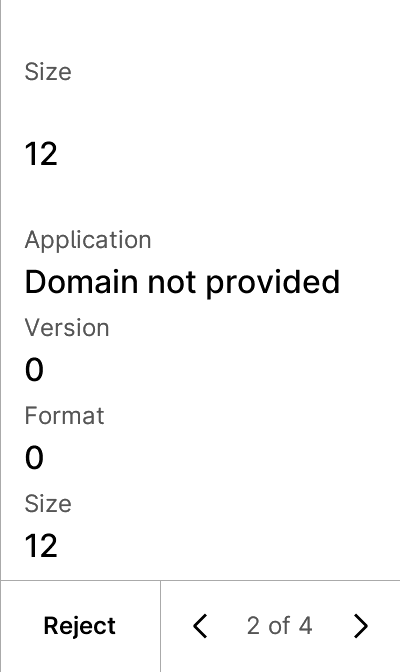 Size
12
Application
Domain not provided
Version
0
Format
0
Size
12
Reject
2 of 4